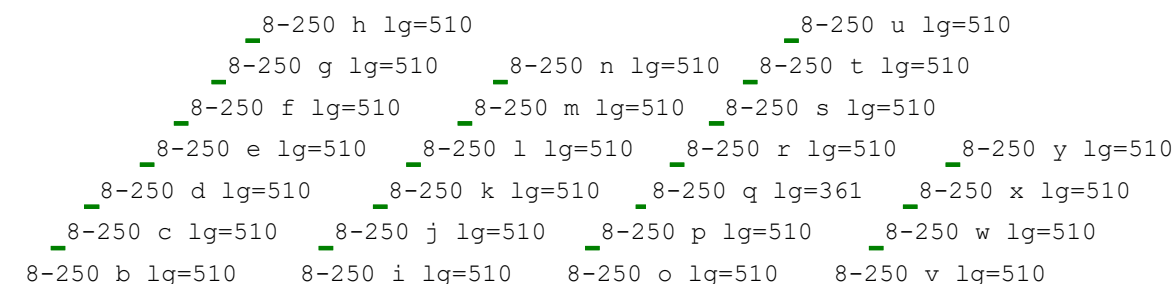 8-250 h lg=510 8-250 u lg=510
8-250 g lg=510 8-250 n lg=510 8-250 t lg=510
8-250 f lg=510 8-250 m lg=510 8-250 s lg=510
8-250 e lg=510 8-250 l lg=510 8-250 r lg=510 8-250 y lg=510
8-250 d lg=510 8-250 k lg=510 8-250 q lg=361 8-250 x lg=510
8-250 c lg=510 8-250 j lg=510 8-250 p lg=510 8-250 w lg=510
8-250 b lg=510 8-250 i lg=510 8-250 o lg=510 8-250 v lg=510